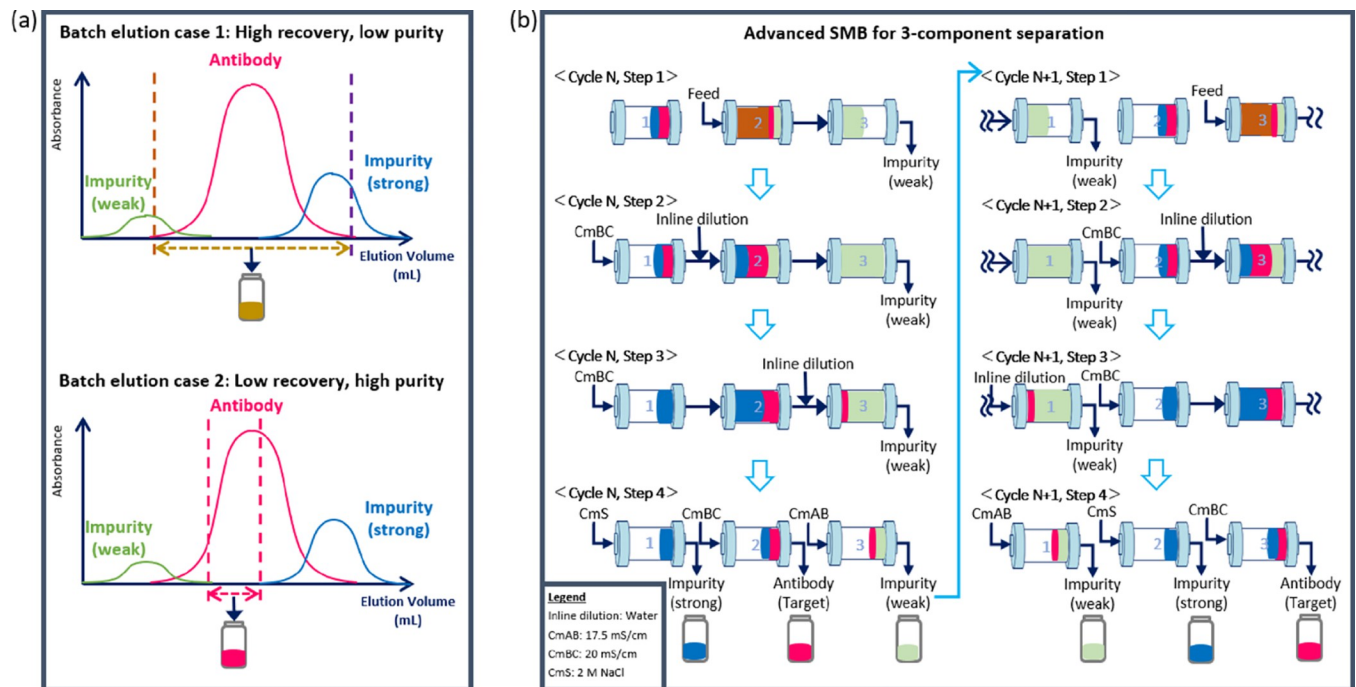 (a)
Batch elution case 1: High recovery, low purity
Antibody
Absorbance
Impurity
(weak)
Impurity
(strong)
Elution Volume
(mL)
Batch elution case 2: Low recovery, high purity
Antibody
Absorbance
Impurity
(weak)
Impurity
(strong)
Elution Volume
(mL)
(b)
Advanced SMB for 3-component separation
<Cycle N, Step 1>
Feed
1
2
3
Impurity
(weak)
<Cycle N, Step 2>
CmBC
Inline dilution
1
2
3
Impurity
(weak)
<Cycle N, Step 3>
CmBC
Inline dilution
1
2
3
Impurity
(weak)
<Cycle N, Step 4>
CmS
CmBC
CmAB
1
2
3
Impurity
(strong)
Antibody
(Target)
Impurity
(weak)
Legend
Inline dilution: Water
CmAB: 17.5 mS/cm
CmBC: 20 mS/cm
CmS: 2 M NaCl
<Cycle N+1, Step 1>
Feed
1
2
3
Impurity
(weak)
<Cycle N+1, Step 2>
CmBC
Inline dilution
1
2
3
Impurity
(weak)
<Cycle N+1, Step 3>
Inline dilution
CmBC
1
2
3
Impurity
(weak)
<Cycle N+1, Step 4>
CmAB
CmS
CmBC
1
2
3
Impurity
(weak)
Impurity
(strong)
Antibody
(Target)